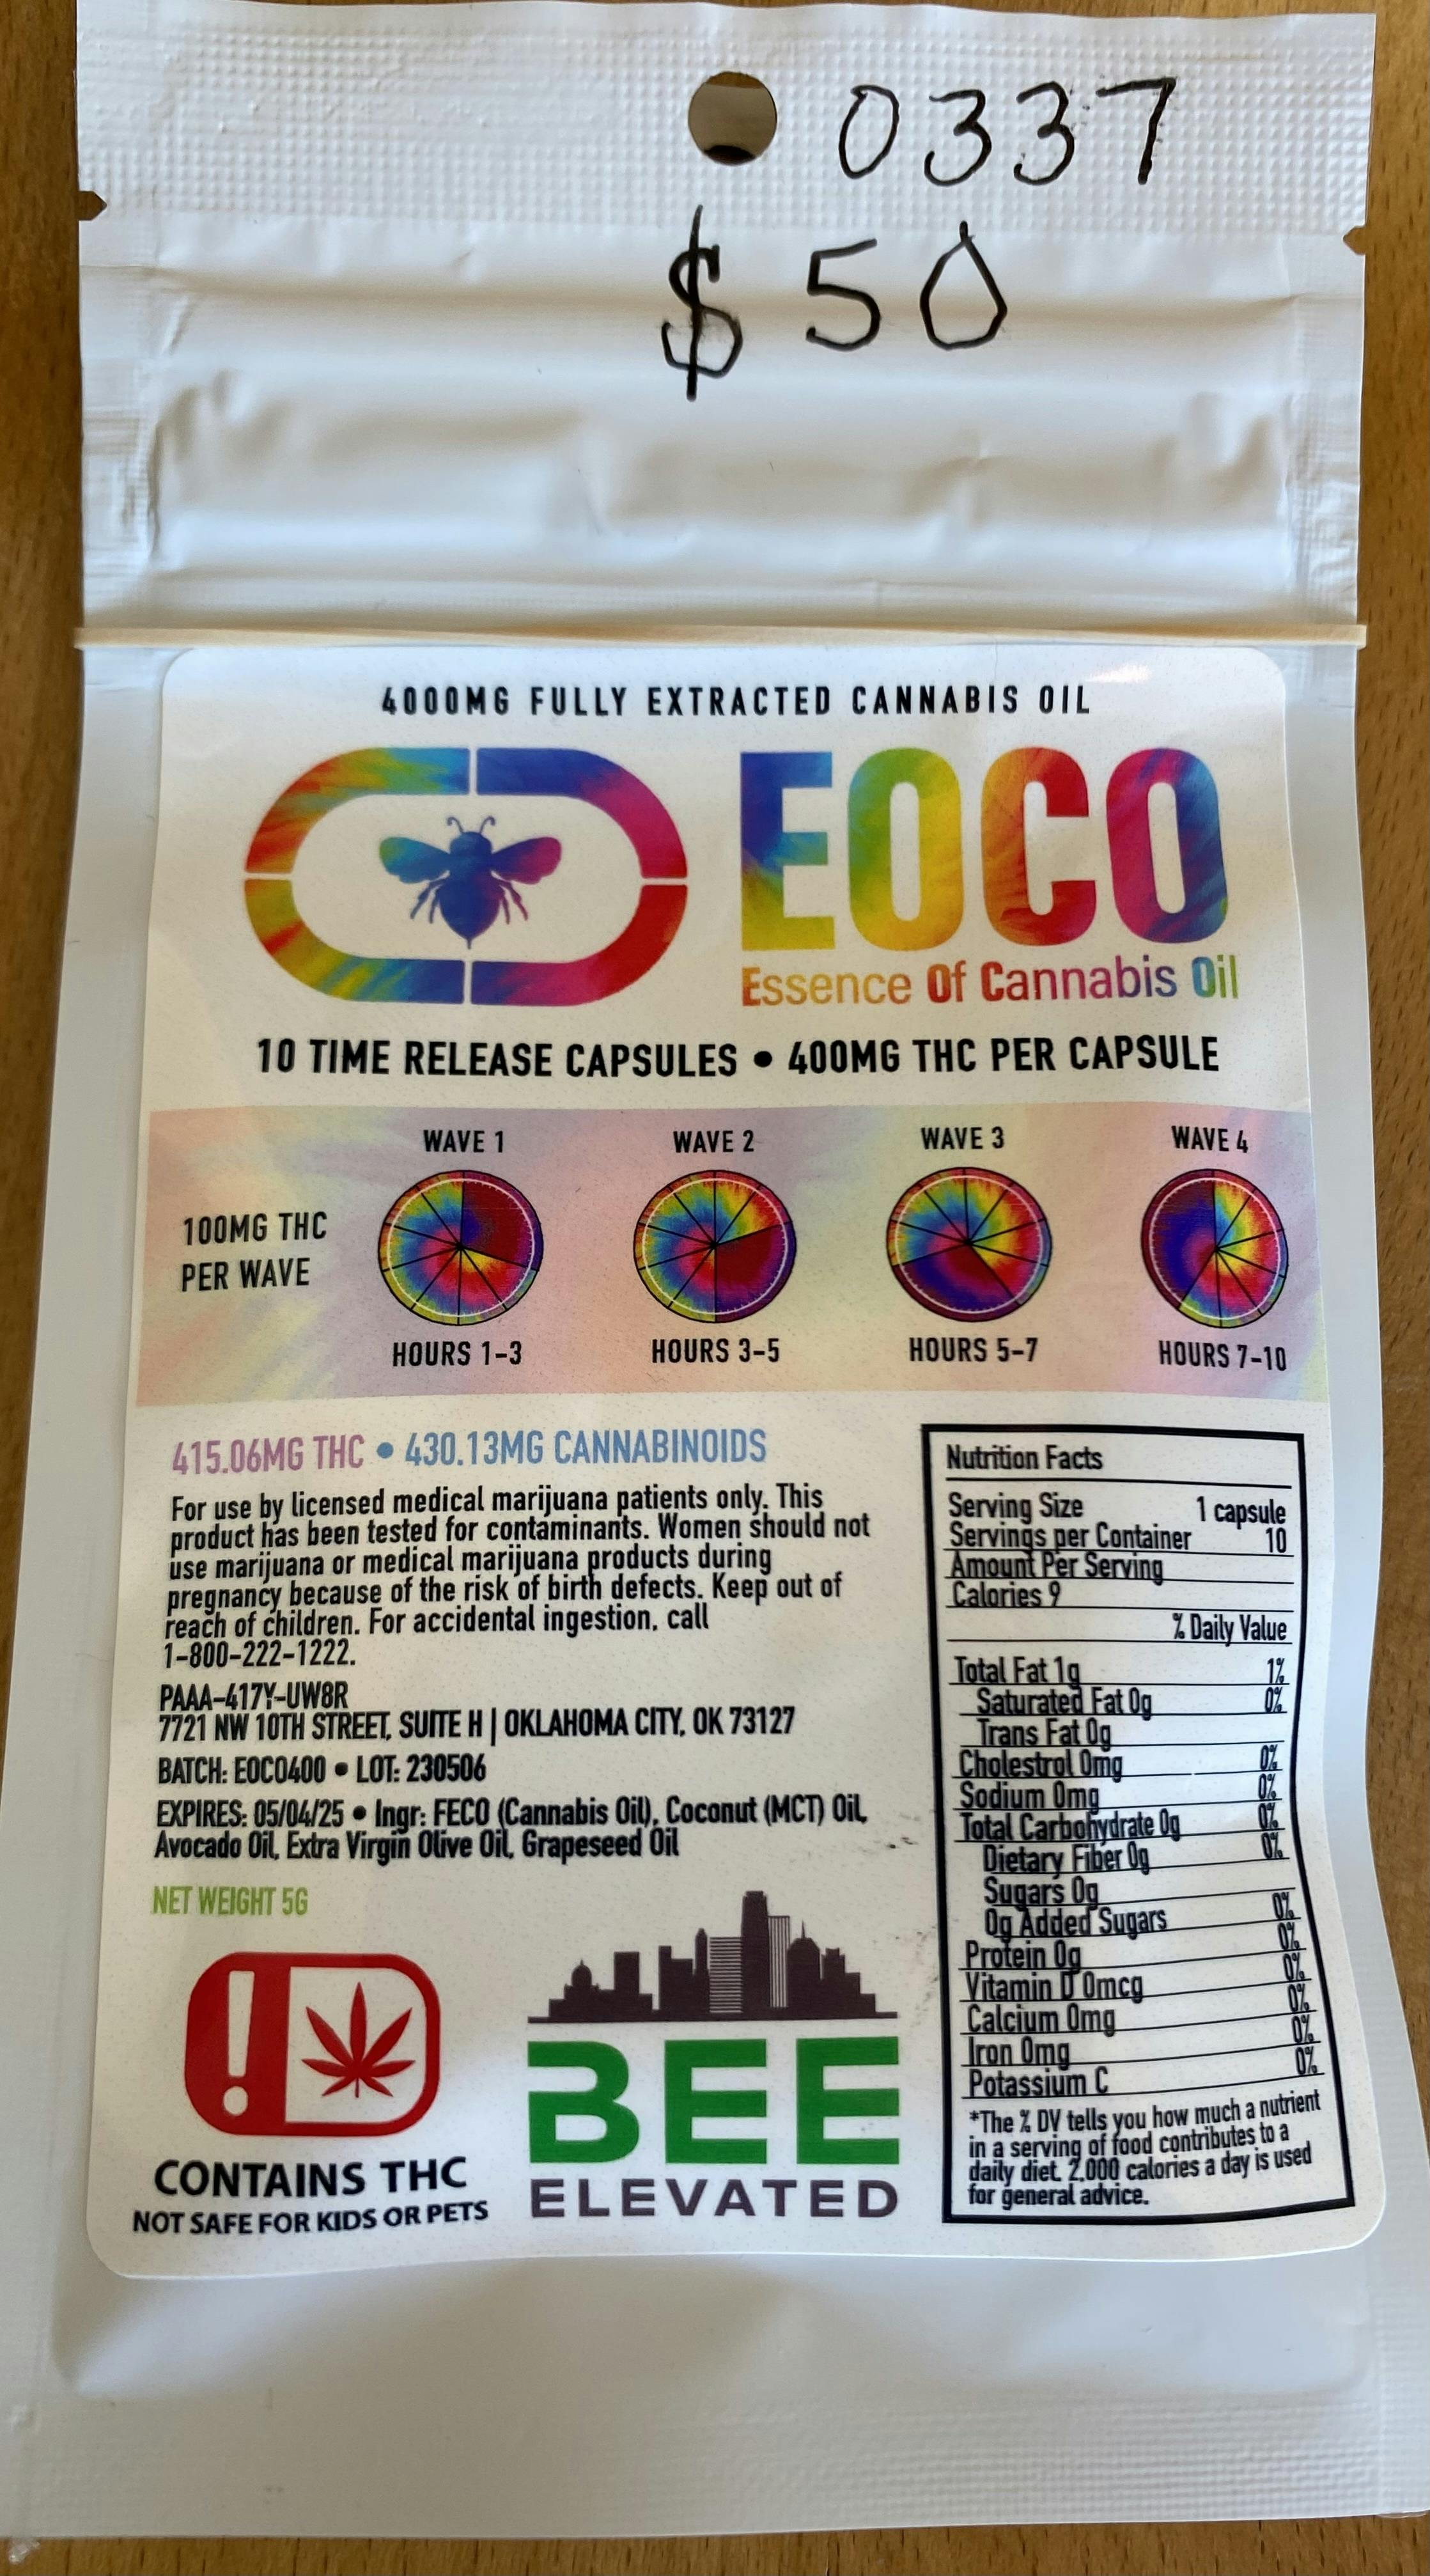 0337
$50
4000MG FULLY EXTRACTED CANNABIS OIL
EOCO
Essence Of Cannabis Oil
10 TIME RELEASE CAPSULES • 400MG THC PER CAPSULE
100MG THC
PER WAVE
WAVE 1
HOURS 1-3
WAVE 2
HOURS 3-5
WAVE 3
HOURS 5-7
WAVE 4
HOURS 7-10
415.06MG THC • 430.13MG CANNABINOIDS
For use by licensed medical marijuana patients only. This
product has been tested for contaminants. Women should not
use marijuana or medical marijuana products during
pregnancy because of the risk of birth defects. Keep out of
reach of children. For accidental ingestion, call
1-800-222-1222.
PAAA-417Y-UW8R
7721 NW 10TH STREET, SUITE H | OKLAHOMA CITY, OK 73127
BATCH: EOCO400 • LOT: 230506
EXPIRES: 05/04/25 • Ingr: FECO (Cannabis Oil), Coconut (MCT) Oil,
Avocado Oil, Extra Virgin Olive Oil, Grapeseed Oil
NET WEIGHT 5G
!
CONTAINS THC
NOT SAFE FOR KIDS OR PETS
BEE
ELEVATED
Nutrition Facts
Serving Size 1 capsule
Servings per Container 10
Amount Per Serving
Calories 9
% Daily Value
Total Fat 1g 1%
Saturated Fat 0g 0%
Trans Fat 0g
Cholestrol 0mg 0%
Sodium 0mg 0%
Total Carbohydrate 0g 0%
Dietary Fiber 0g 0%
Sugars 0g
0g Added Sugars 0%
Protein 0g 0%
Vitamin D 0mcg 0%
Calcium 0mg 0%
Iron 0mg 0%
Potassium C 0%
*The % DV tells you how much a nutrient
in a serving of food contributes to a
daily diet. 2,000 calories a day is used
for general advice.